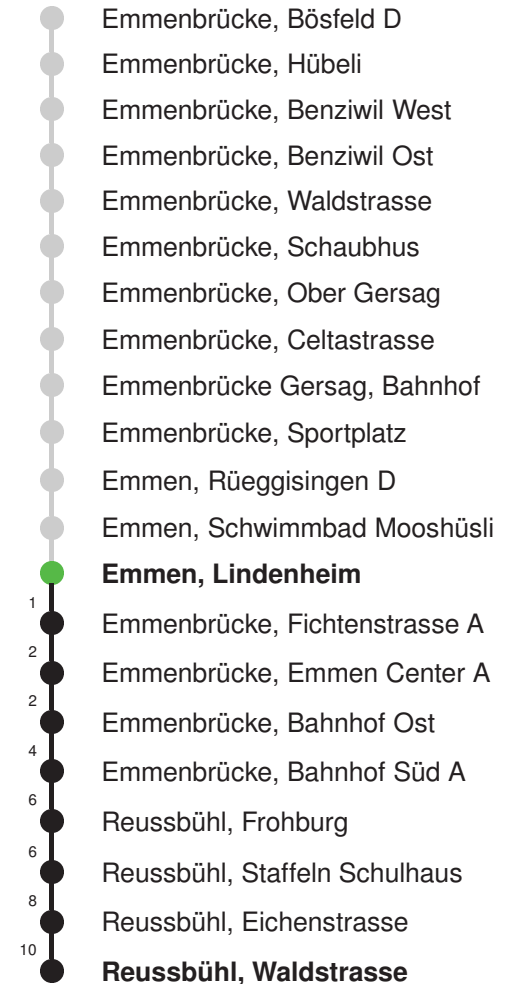 Emmenbrücke, Bösfeld D
Emmenbrücke, Hübeli
Emmenbrücke, Benziwil West
Emmenbrücke, Benziwil Ost
Emmenbrücke, Waldstrasse
Emmenbrücke, Schaubhus
Emmenbrücke, Ober Gersag
Emmenbrücke, Celtastrasse
Emmenbrücke Gersag, Bahnhof
Emmenbrücke, Sportplatz
Emmen, Rüeggisingen D
Emmen, Schwimmbad Mooshüsli
Emmen, Lindenheim
1 Emmenbrücke, Fichtenstrasse A
2 Emmenbrücke, Emmen Center A
2 Emmenbrücke, Bahnhof Ost
4 Emmenbrücke, Bahnhof Süd A
6 Reussbühl, Frohburg
6 Reussbühl, Staffeln Schulhaus
8 Reussbühl, Eichenstrasse
10 Reussbühl, Waldstrasse